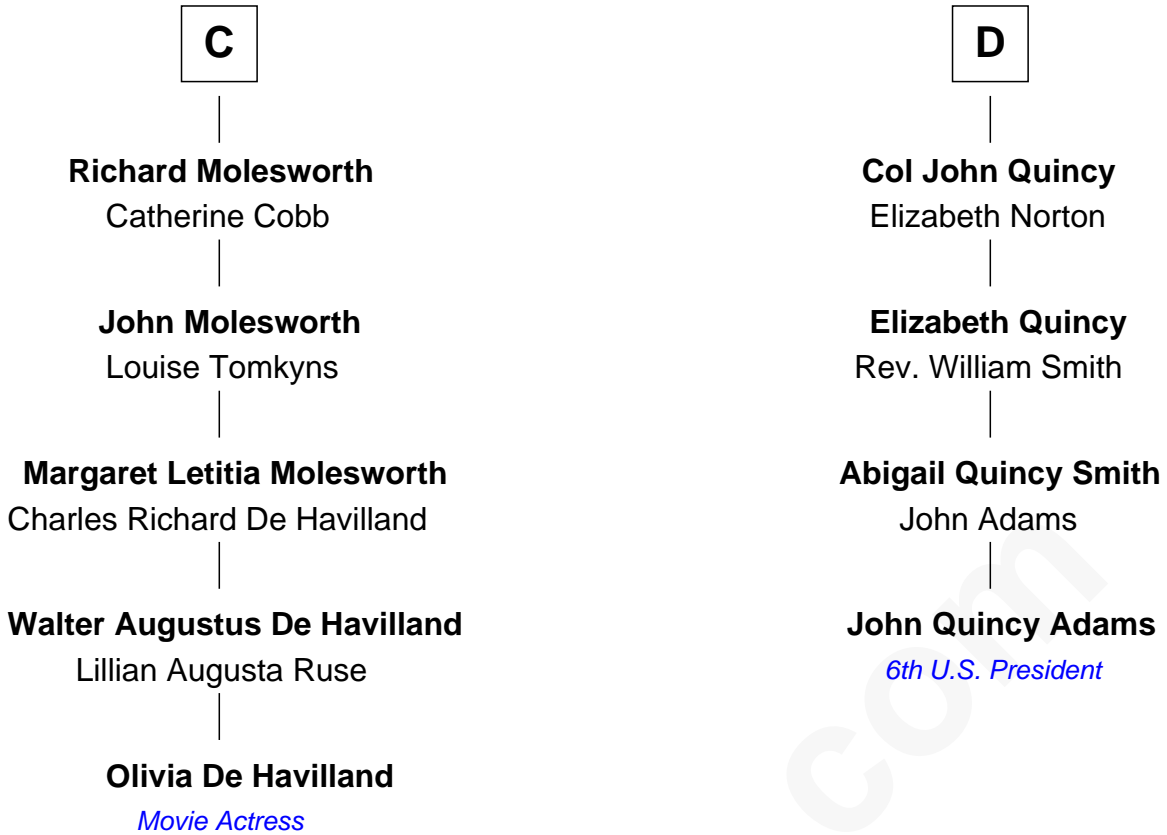 C
Richard Molesworth
Catherine Cobb
John Molesworth
Louise Tomkyns
Margaret Letitia Molesworth
Charles Richard De Havilland
Walter Augustus De Havilland
Lillian Augusta Ruse
Olivia De Havilland
Movie Actress
D
Col John Quincy
Elizabeth Norton
Elizabeth Quincy
Rev. William Smith
Abigail Quincy Smith
John Adams
John Quincy Adams
6th U.S. President
com